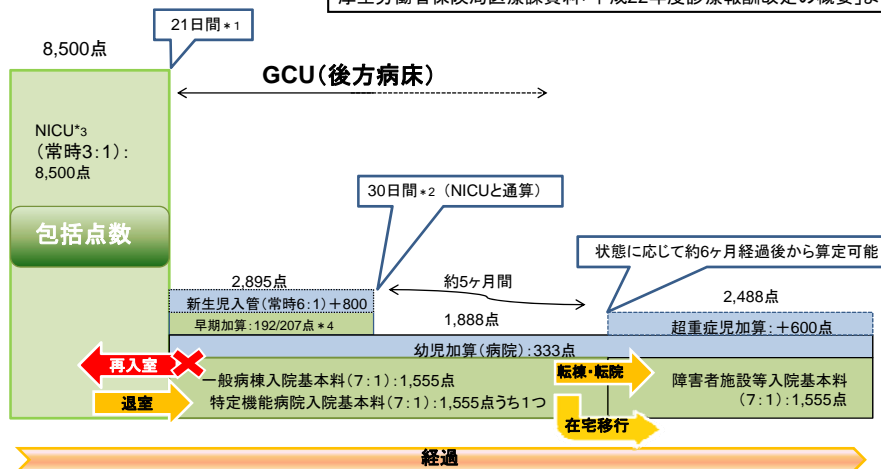 厚生労働省保険局医療課資料：「平成22年度診療報酬改定の概要」よ
21日間＊1
8,500点
GCU（後方病床）
NICU*3
（常時3：1）：
8,500点
包括点数
30日間＊2 （NICUと通算）
状態に応じて約6ヶ月経過後から算定可能
2,895点
約5ヶ月間
2,488点
新生児入管（常時6：1）＋800
早期加算：192/207点＊4
1,888点
超重症児加算：＋600点
幼児加算（病院）：333点
再入室
一般病棟入院基本料（7：1）：1,555点
転棟・転院
障害者施設等入院基本料
（7：1）：1,555点
退室
特定機能病院入院基本料（7：1）：1,555点うち1つ
在宅移行
経過